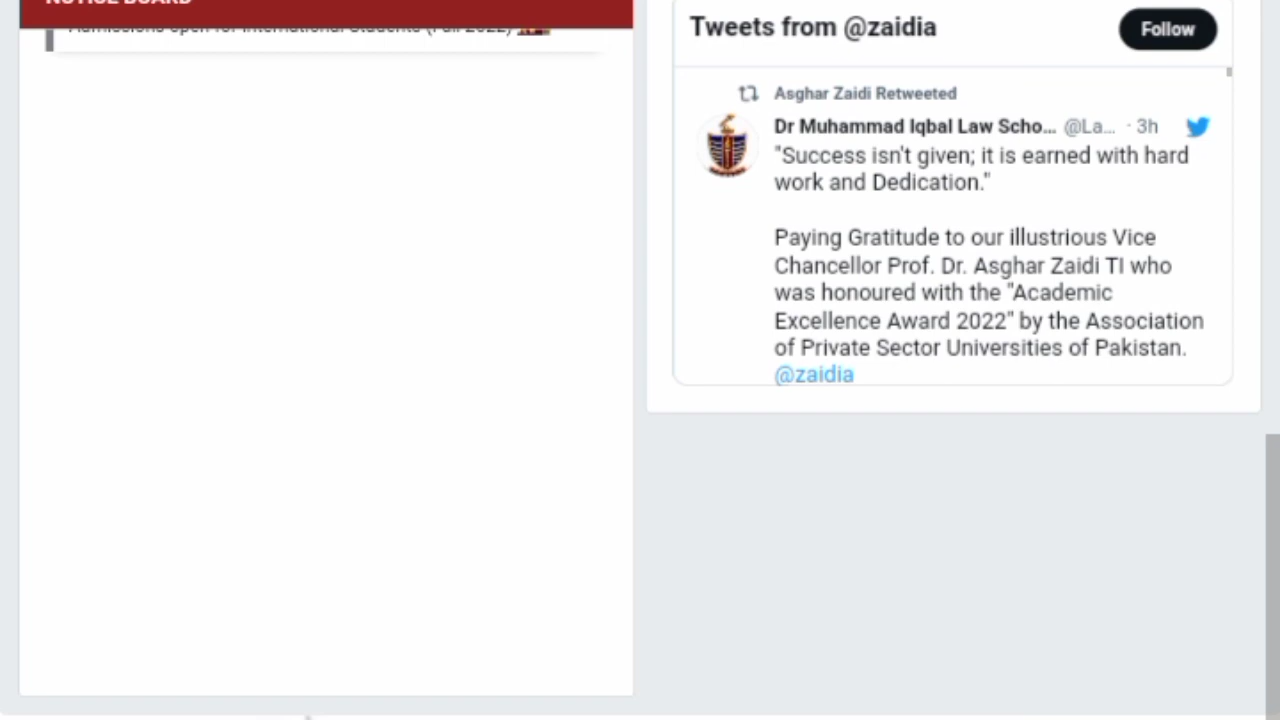 NOTICE BOARD
Admissions open for International Students (Fall 2022)
Tweets from @zaidia
Follow
Asghar Zaidi Retweeted
Dr Muhammad Iqbal Law Scho... @La... · 3h
"Success isn't given; it is earned with hard
work and Dedication."
Paying Gratitude to our illustrious Vice
Chancellor Prof. Dr. Asghar Zaidi TI who
was honoured with the "Academic
Excellence Award 2022" by the Association
of Private Sector Universities of Pakistan.
@zaidia